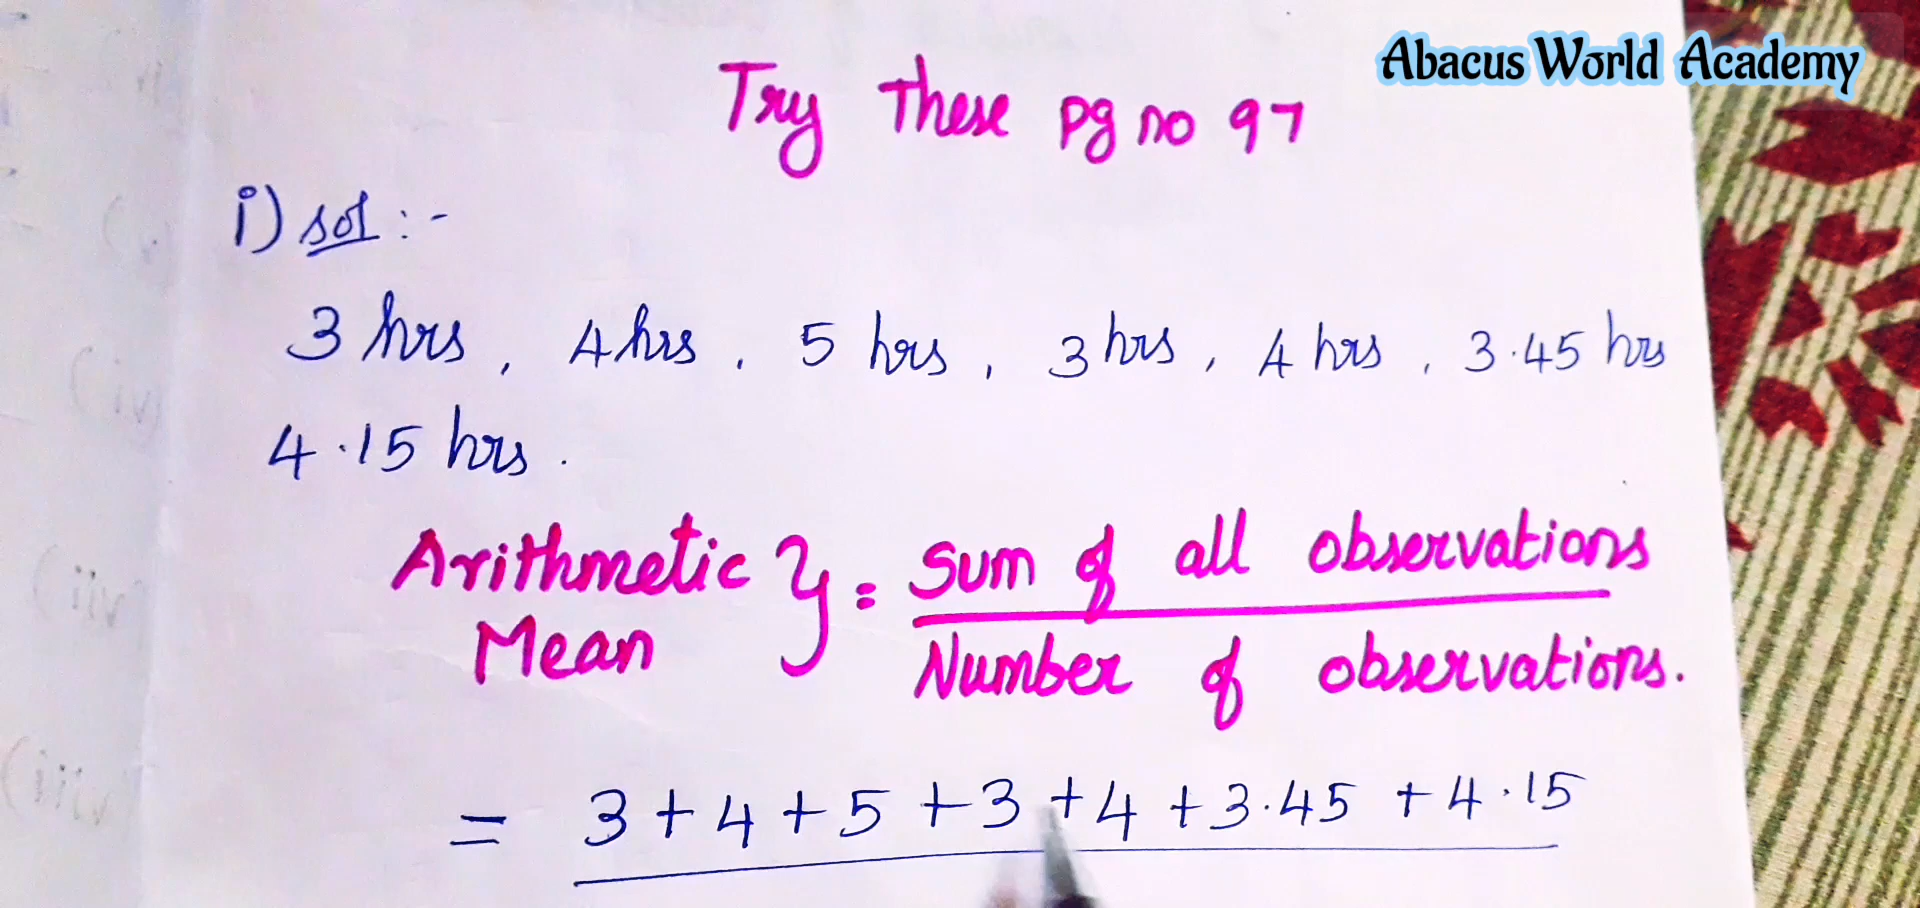 Abacus World Academy
Try These pg no 97
i) sol :-
3 hrs , 4 hrs , 5 hrs , 3 hrs , 4 hrs , 3.45 hrs
4.15 hrs .
Arithmetic Mean } = Sum of all observations
Number of observations.
= 3 + 4 + 5 + 3 + 4 + 3.45 + 4.15